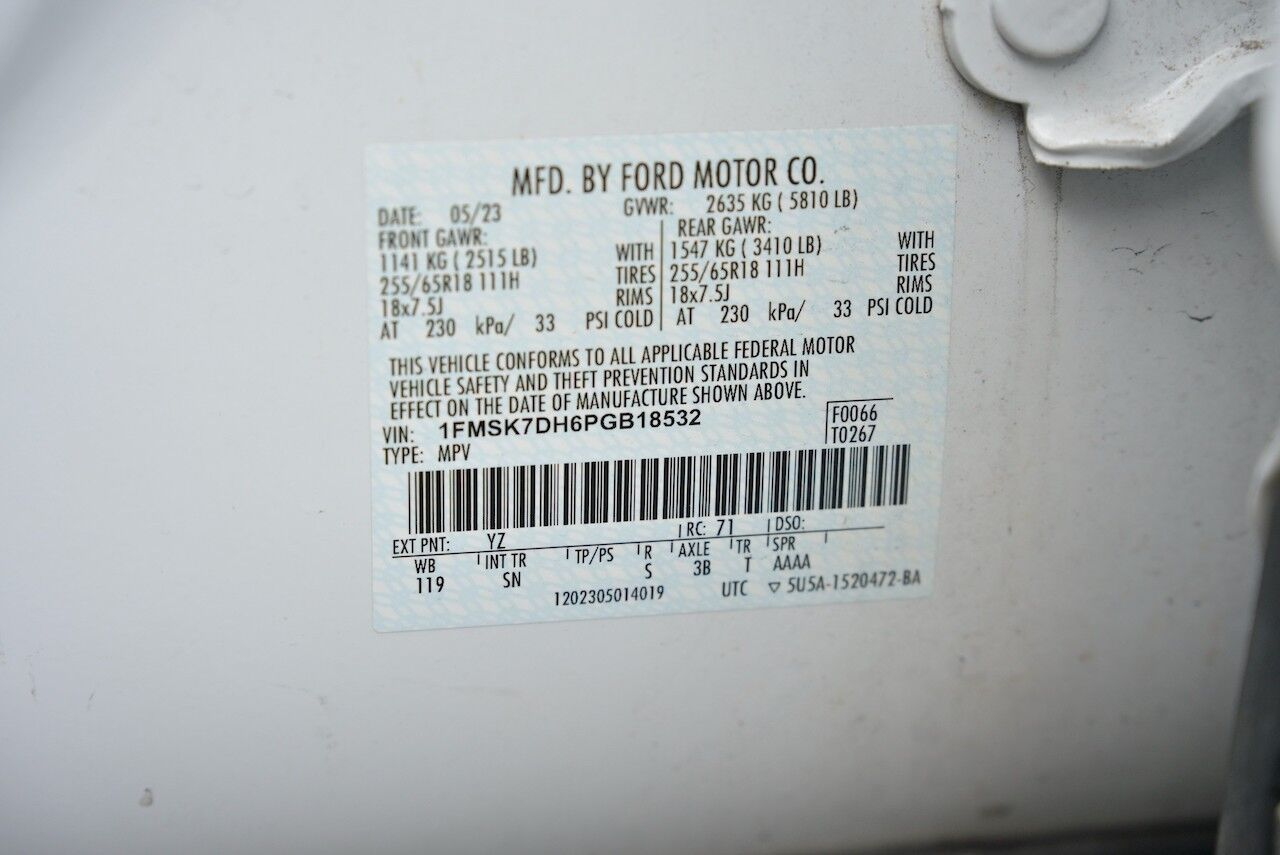 MFD. BY FORD MOTOR CO.
DATE: 05/23 GVWR: 2635 KG ( 5810 LB)
FRONT GAWR: REAR GAWR:
1141 KG ( 2515 LB) WITH 1547 KG ( 3410 LB) WITH
255/65R18 111H TIRES 255/65R18 111H TIRES
18x7.5J RIMS 18x7.5J RIMS
AT 230 kPa/ 33 PSI COLD AT 230 kPa/ 33 PSI COLD
THIS VEHICLE CONFORMS TO ALL APPLICABLE FEDERAL MOTOR
VEHICLE SAFETY AND THEFT PREVENTION STANDARDS IN
EFFECT ON THE DATE OF MANUFACTURE SHOWN ABOVE.
VIN: 1FMSK7DH6PGB18532 F0066
TYPE: MPV T0267
EXT PNT: YZ RC: 71 DSO:
WB INT TR TP/PS R AXLE TR SPR
119 SN S 3B T AAAA
1202305014019 UTC ▽ 5U5A-1520472-BA